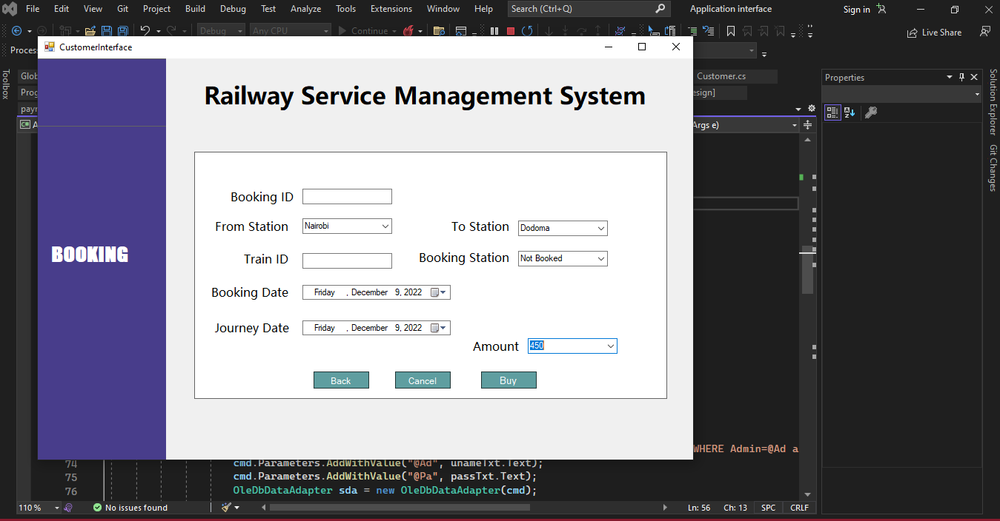 File Edit View Git Project Build Debug Test Analyze Tools Extensions Window Help Search (Ctrl+Q) Application interface Sign in
Debug Any CPU Continue Live Share
CustomerInterface
Toolbox
Customer.cs
Properties
Solution Explorer
Git Changes
Args e)
Railway Service Management System
BOOKING
Booking ID
From Station Nairobi To Station Dodoma
Train ID Booking Station Not Booked
Booking Date Friday , December 9, 2022
Journey Date Friday , December 9, 2022
Amount 450
Back Cancel Buy
WHERE Admin=@Ad a
74 cmd.Parameters.AddWithValue("@Ad", unameTxt.Text);
75 cmd.Parameters.AddWithValue("@Pa", passTxt.Text);
76 OleDbDataAdapter sda = new OleDbDataAdapter(cmd);
110 % No issues found Ln: 56 Ch: 13 SPC CRLF